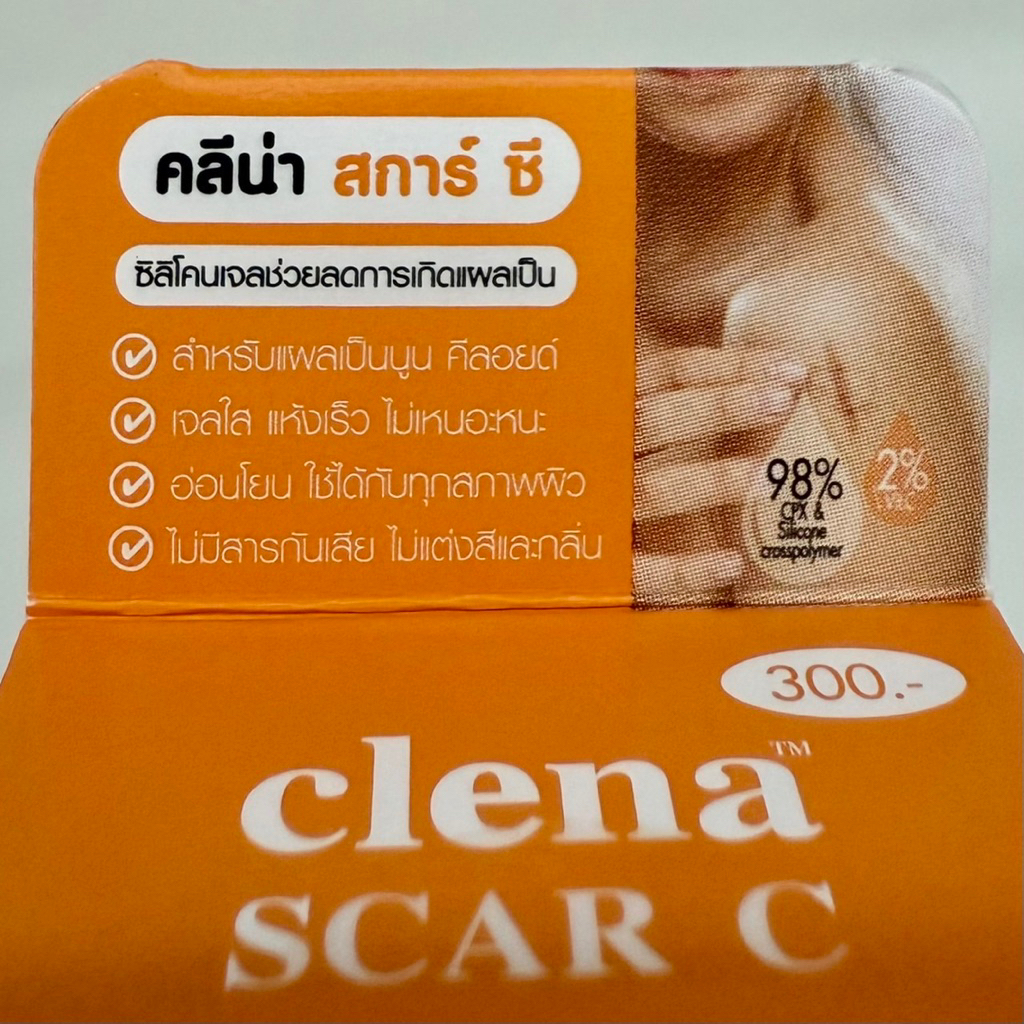 คลีน่า สการ์ ซี
ซิลิโคนเจลช่วยลดการเกิดแผลเป็น
สำหรับแผลเป็นนูน คีลอยด์
เจลใส แห้งเร็ว ไม่เหนอะหนะ
อ่อนโยน ใช้ได้กับทุกสภาพผิว
ไม่มีสารกันเสีย ไม่แต่งสีและกลิ่น
98%
CPX &
Silicone
crosspolymer
2%
300.-
clena™
SCAR C